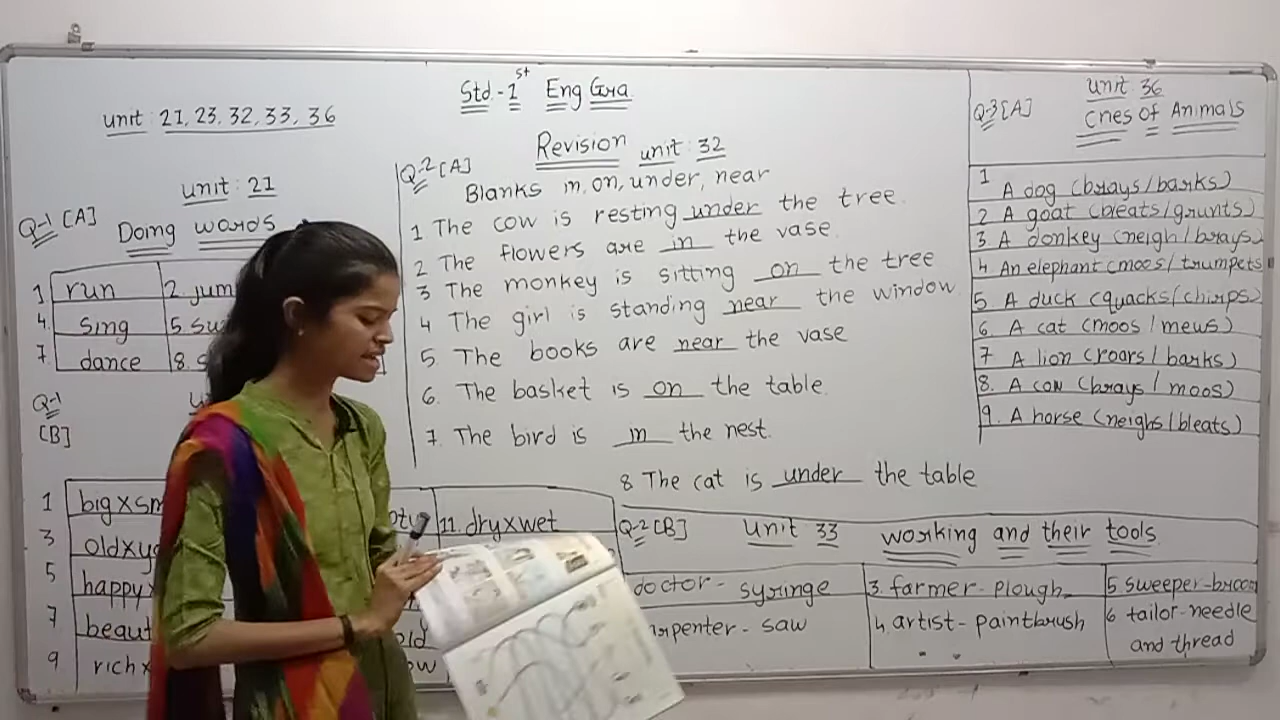 Std.-1st Eng Gra
unit : 21, 23, 32, 33, 36
Revision
unit : 21
Q-1 [A]
Doing words
1 run
2. jum
4. sing
5. sw
7. dance
8. s
Q-1
[B]
1 big x sm
3 old x yo
5 happy x
7 beaut
9 rich x
pty
11. dry x wet
old
ow
Q-2 [A]
unit : 32
Blanks in, on, under, near
1 The cow is resting under the tree.
2 The flowers are in the vase.
3 The monkey is sitting on the tree
4 The girl is standing near the window
5. The books are near the vase
6. The basket is on the table.
7. The bird is in the nest.
8 The cat is under the table
Q-2 [B] unit 33 working and their tools.
doctor - syringe
rpenter - saw
3. farmer - plough
4. artist - paintbrush
5 sweeper - broom
6 tailor - needle
and thread
Q-3 [A]
unit 36
Cries of Animals
1 A dog (brays/barks)
2 A goat (bleats/grunts)
3 A donkey (neigh/brays)
4 An elephant (moos/trumpets
5 A duck (quacks/chirps)
6 A cat (moos/mews)
7 A lion (roars/barks)
8. A cow (brays/moos)
9. A horse (neighs/bleats)